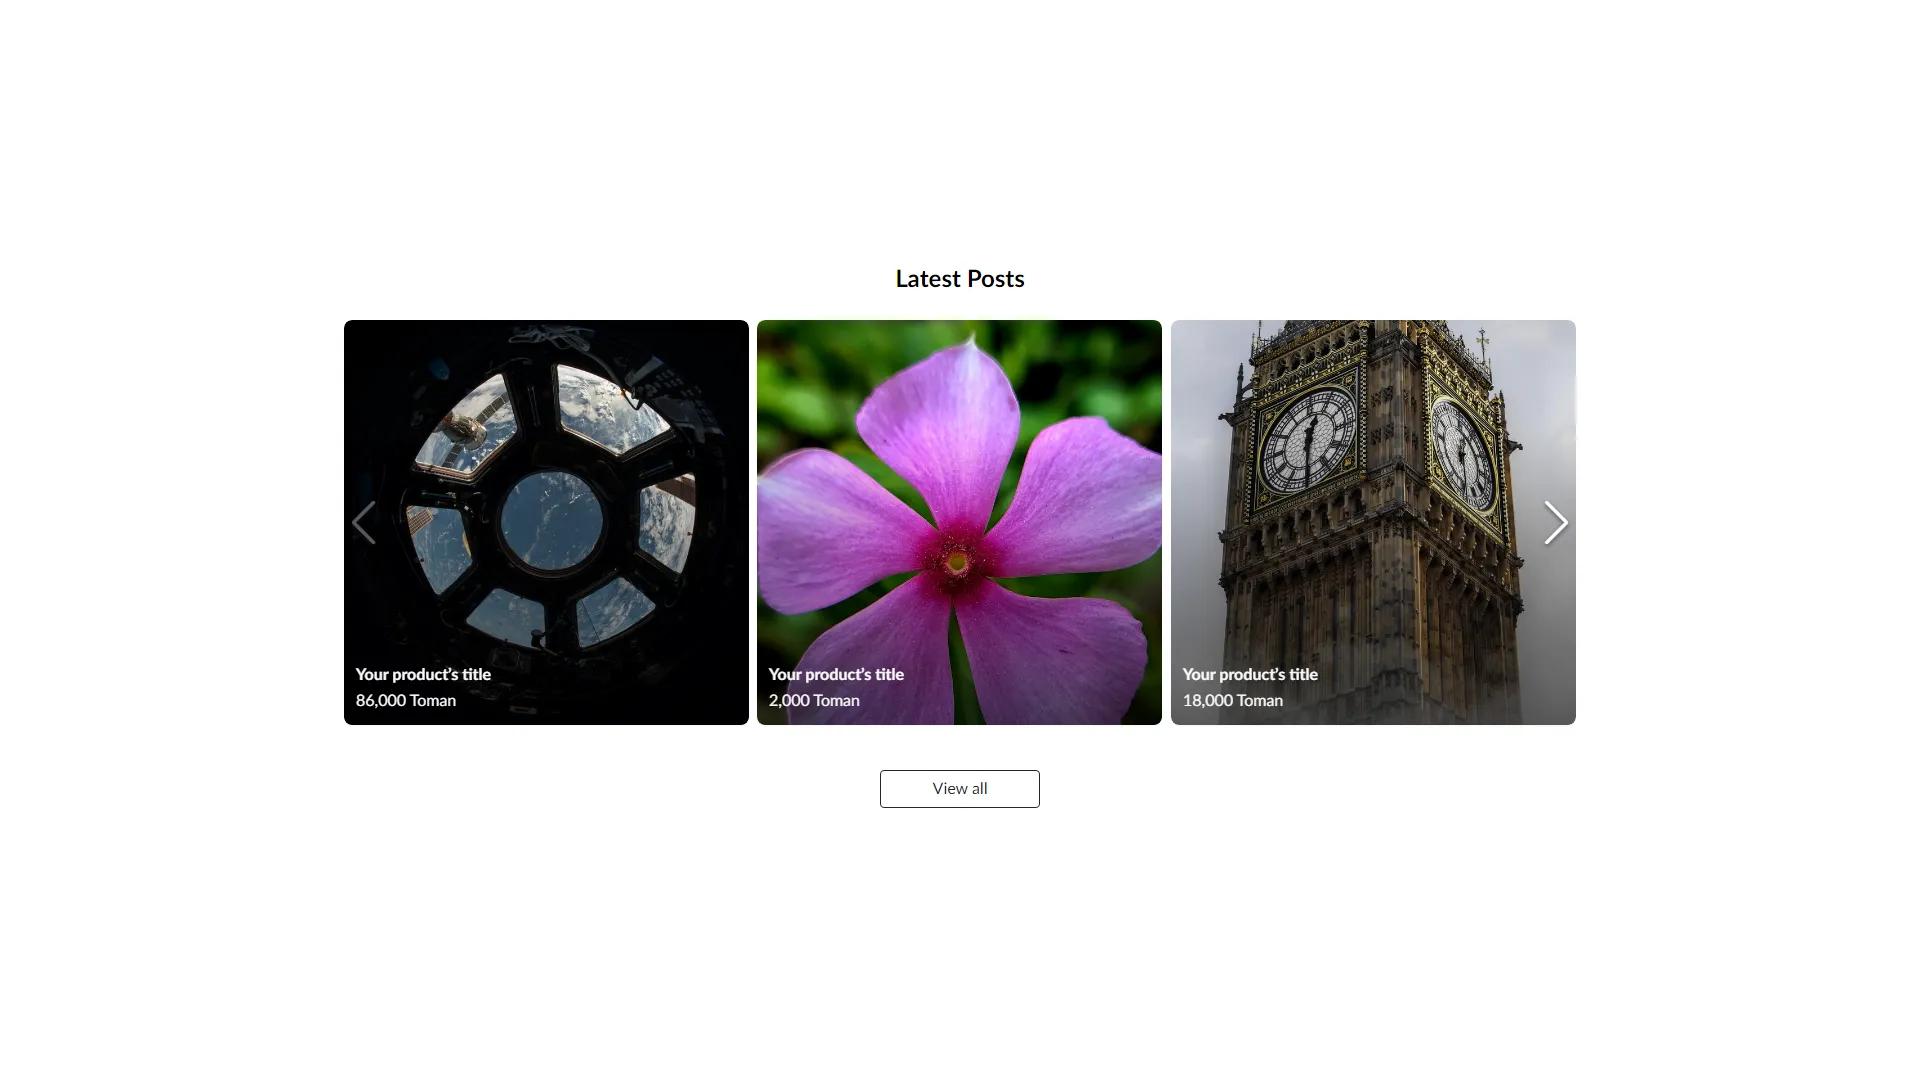 Latest Posts
Your product's title
86,000 Toman
Your product's title
2,000 Toman
Your product's title
18,000 Toman
View all